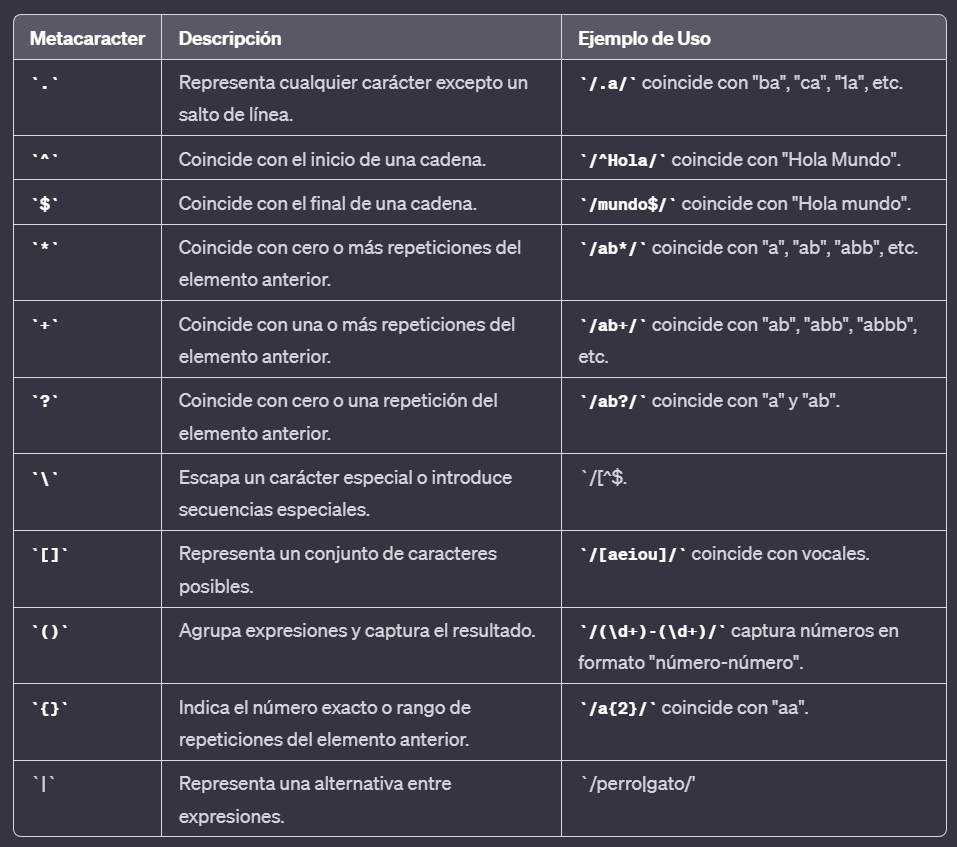 Metacaracter Descripción Ejemplo de Uso
`.` Representa cualquier carácter excepto un `/.a/` coincide con "ba", "ca", "1a", etc.
salto de línea.
`^` Coincide con el inicio de una cadena. `/^Hola/` coincide con "Hola Mundo".
`$` Coincide con el final de una cadena. `/mundo$/` coincide con "Hola mundo".
`*` Coincide con cero o más repeticiones del `/ab*/` coincide con "a", "ab", "abb", etc.
elemento anterior.
`+` Coincide con una o más repeticiones del `/ab+/` coincide con "ab", "abb", "abbb",
elemento anterior. etc.
`?` Coincide con cero o una repetición del `/ab?/` coincide con "a" y "ab".
elemento anterior.
`\` Escapa un carácter especial o introduce `/[^$.
secuencias especiales.
`[]` Representa un conjunto de caracteres `/[aeiou]/` coincide con vocales.
posibles.
`()` Agrupa expresiones y captura el resultado. `/(\d+)-(\d+)/` captura números en
formato "número-número".
`{}` Indica el número exacto o rango de `/a{2}/` coincide con "aa".
repeticiones del elemento anterior.
`|` Representa una alternativa entre `/perro|gato/'
expresiones.